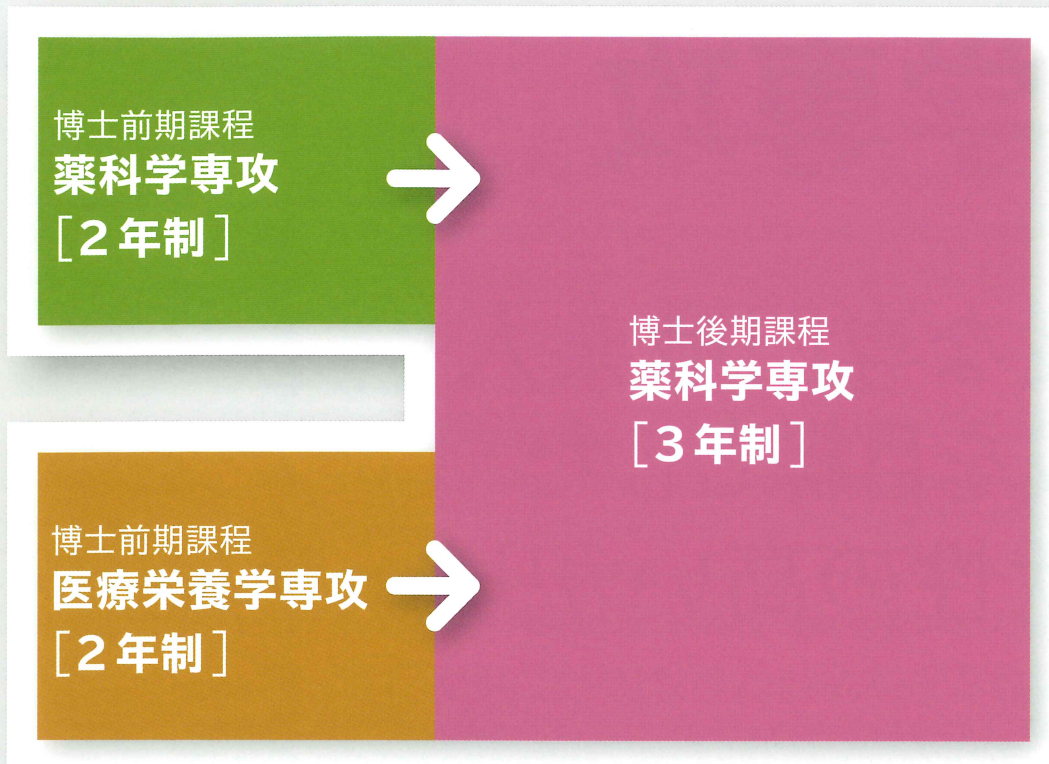 博士前期課程
薬科学専攻
［2年制］
博士後期課程
薬科学専攻
［3年制］
博士前期課程
医療栄養学専攻
［2年制］